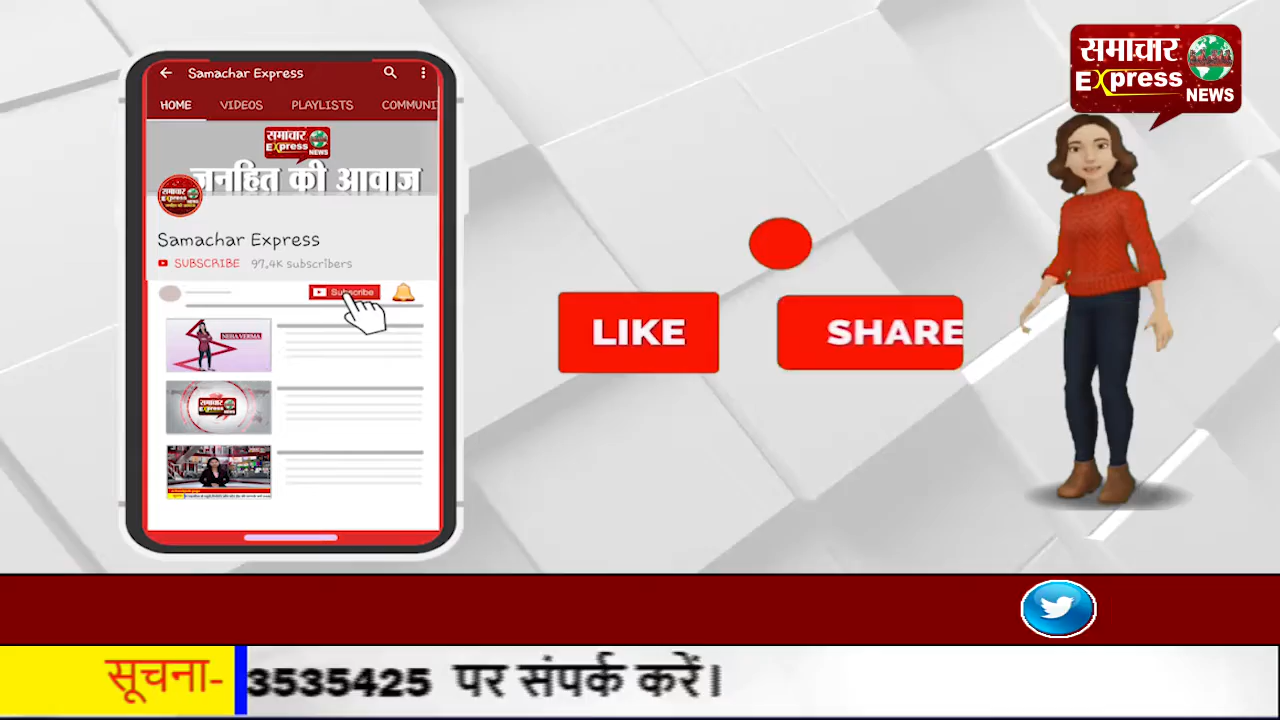 Samachar Express
HOME VIDEOS PLAYLISTS COMMUNI
समाचार
Express
NEWS
जनहित की आवाज
Samachar Express
SUBSCRIBE 97.4K subscribers
Subscribe
LIKE
SHARE
समाचार
Express
NEWS
सूचना-
3535425 पर संपर्क करें।